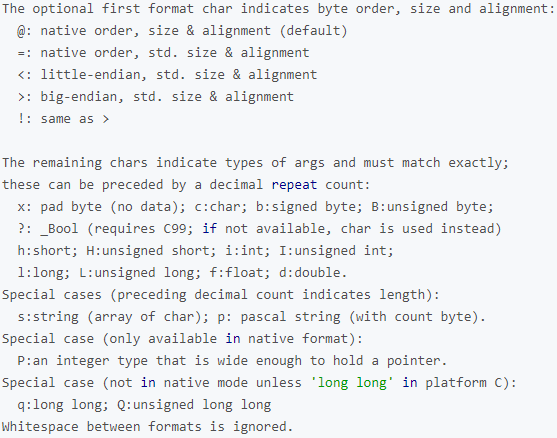 The optional first format char indicates byte order, size and alignment:
@: native order, size & alignment (default)
=: native order, std. size & alignment
<: little-endian, std. size & alignment
>: big-endian, std. size & alignment
!: same as >
The remaining chars indicate types of args and must match exactly;
these can be preceded by a decimal repeat count:
x: pad byte (no data); c:char; b:signed byte; B:unsigned byte;
?: _Bool (requires C99; if not available, char is used instead)
h:short; H:unsigned short; i:int; I:unsigned int;
l:long; L:unsigned long; f:float; d:double.
Special cases (preceding decimal count indicates length):
s:string (array of char); p: pascal string (with count byte).
Special case (only available in native format):
P:an integer type that is wide enough to hold a pointer.
Special case (not in native mode unless 'long long' in platform C):
q:long long; Q:unsigned long long
Whitespace between formats is ignored.